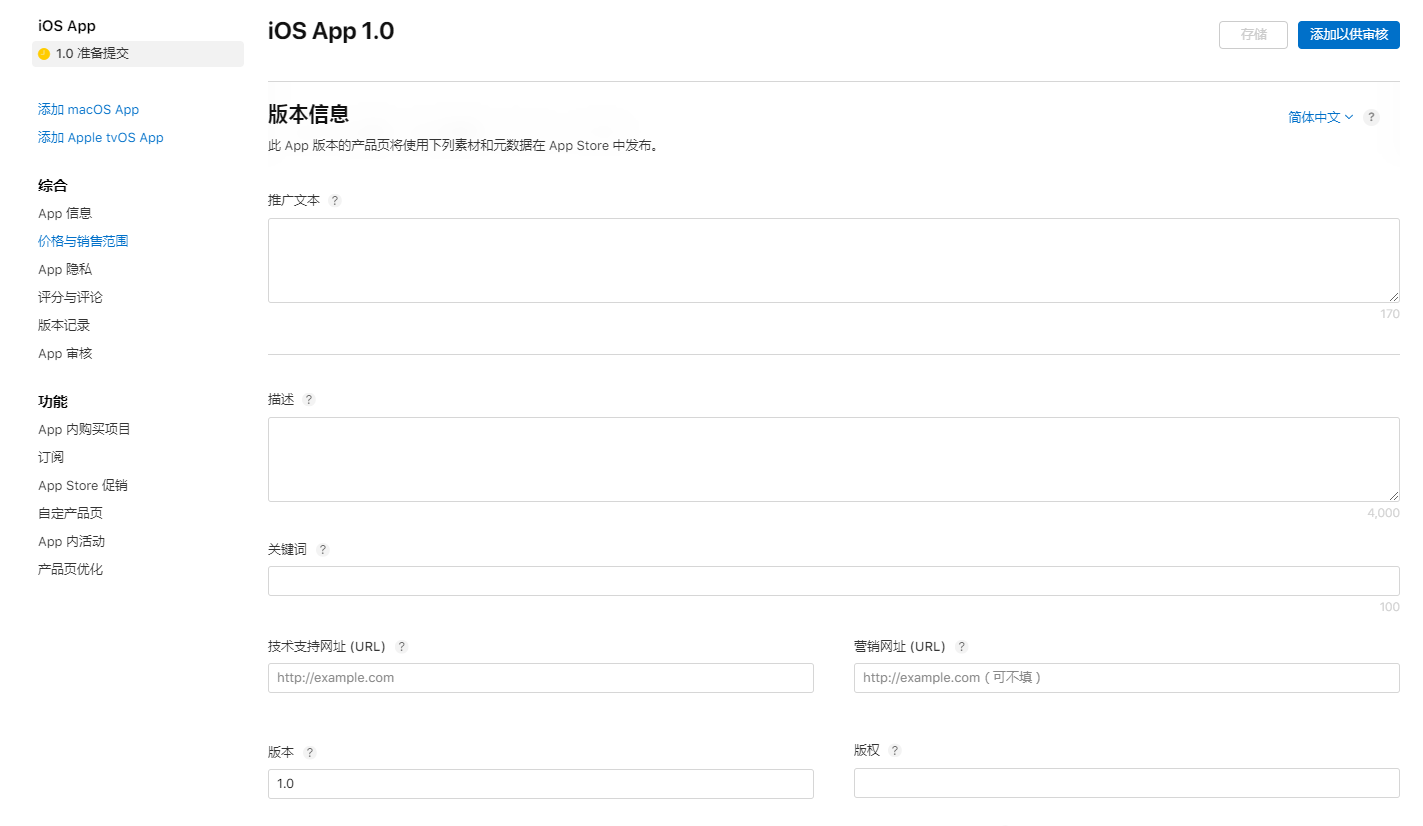 iOS App
1.0 准备提交
添加 macOS App
添加 Apple tvOS App
综合
App 信息
价格与销售范围
App 隐私
评分与评论
版本记录
App 审核
功能
App 内购买项目
订阅
App Store 促销
自定产品页
App 内活动
产品页优化
iOS App 1.0
存储
添加以供审核
版本信息
简体中文
?
此 App 版本的产品页将使用下列素材和元数据在 App Store 中发布。
推广文本 ?
170
描述 ?
4,000
关键词 ?
100
技术支持网址 (URL) ?
http://example.com
营销网址 (URL) ?
http://example.com（可不填）
版本 ?
1.0
版权 ?